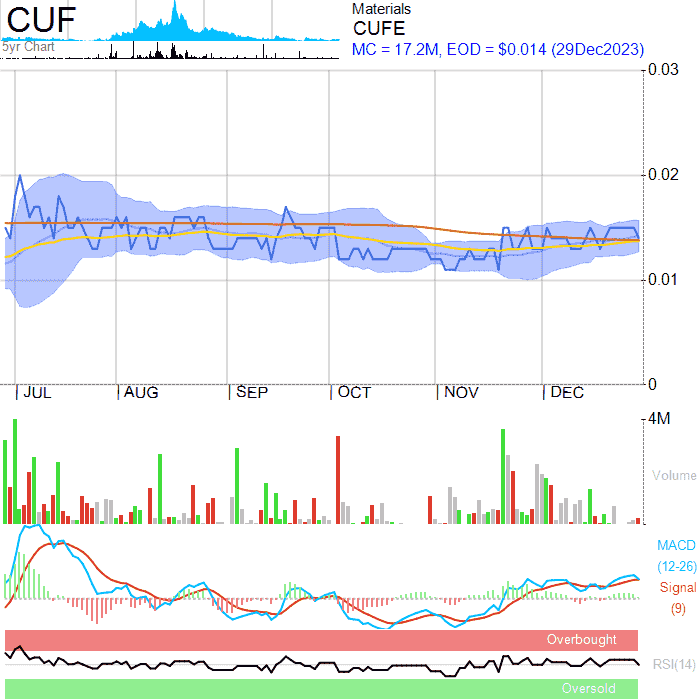 CUF
5yr Chart
Materials
CUFE
MC = 17.2M, EOD = $0.014 (29Dec2023)
0.03
0.02
0.01
0
JUL AUG SEP OCT NOV DEC
4M
Volume
MACD
(12-26)
Signal
(9)
Overbought
RSI(14)
Oversold